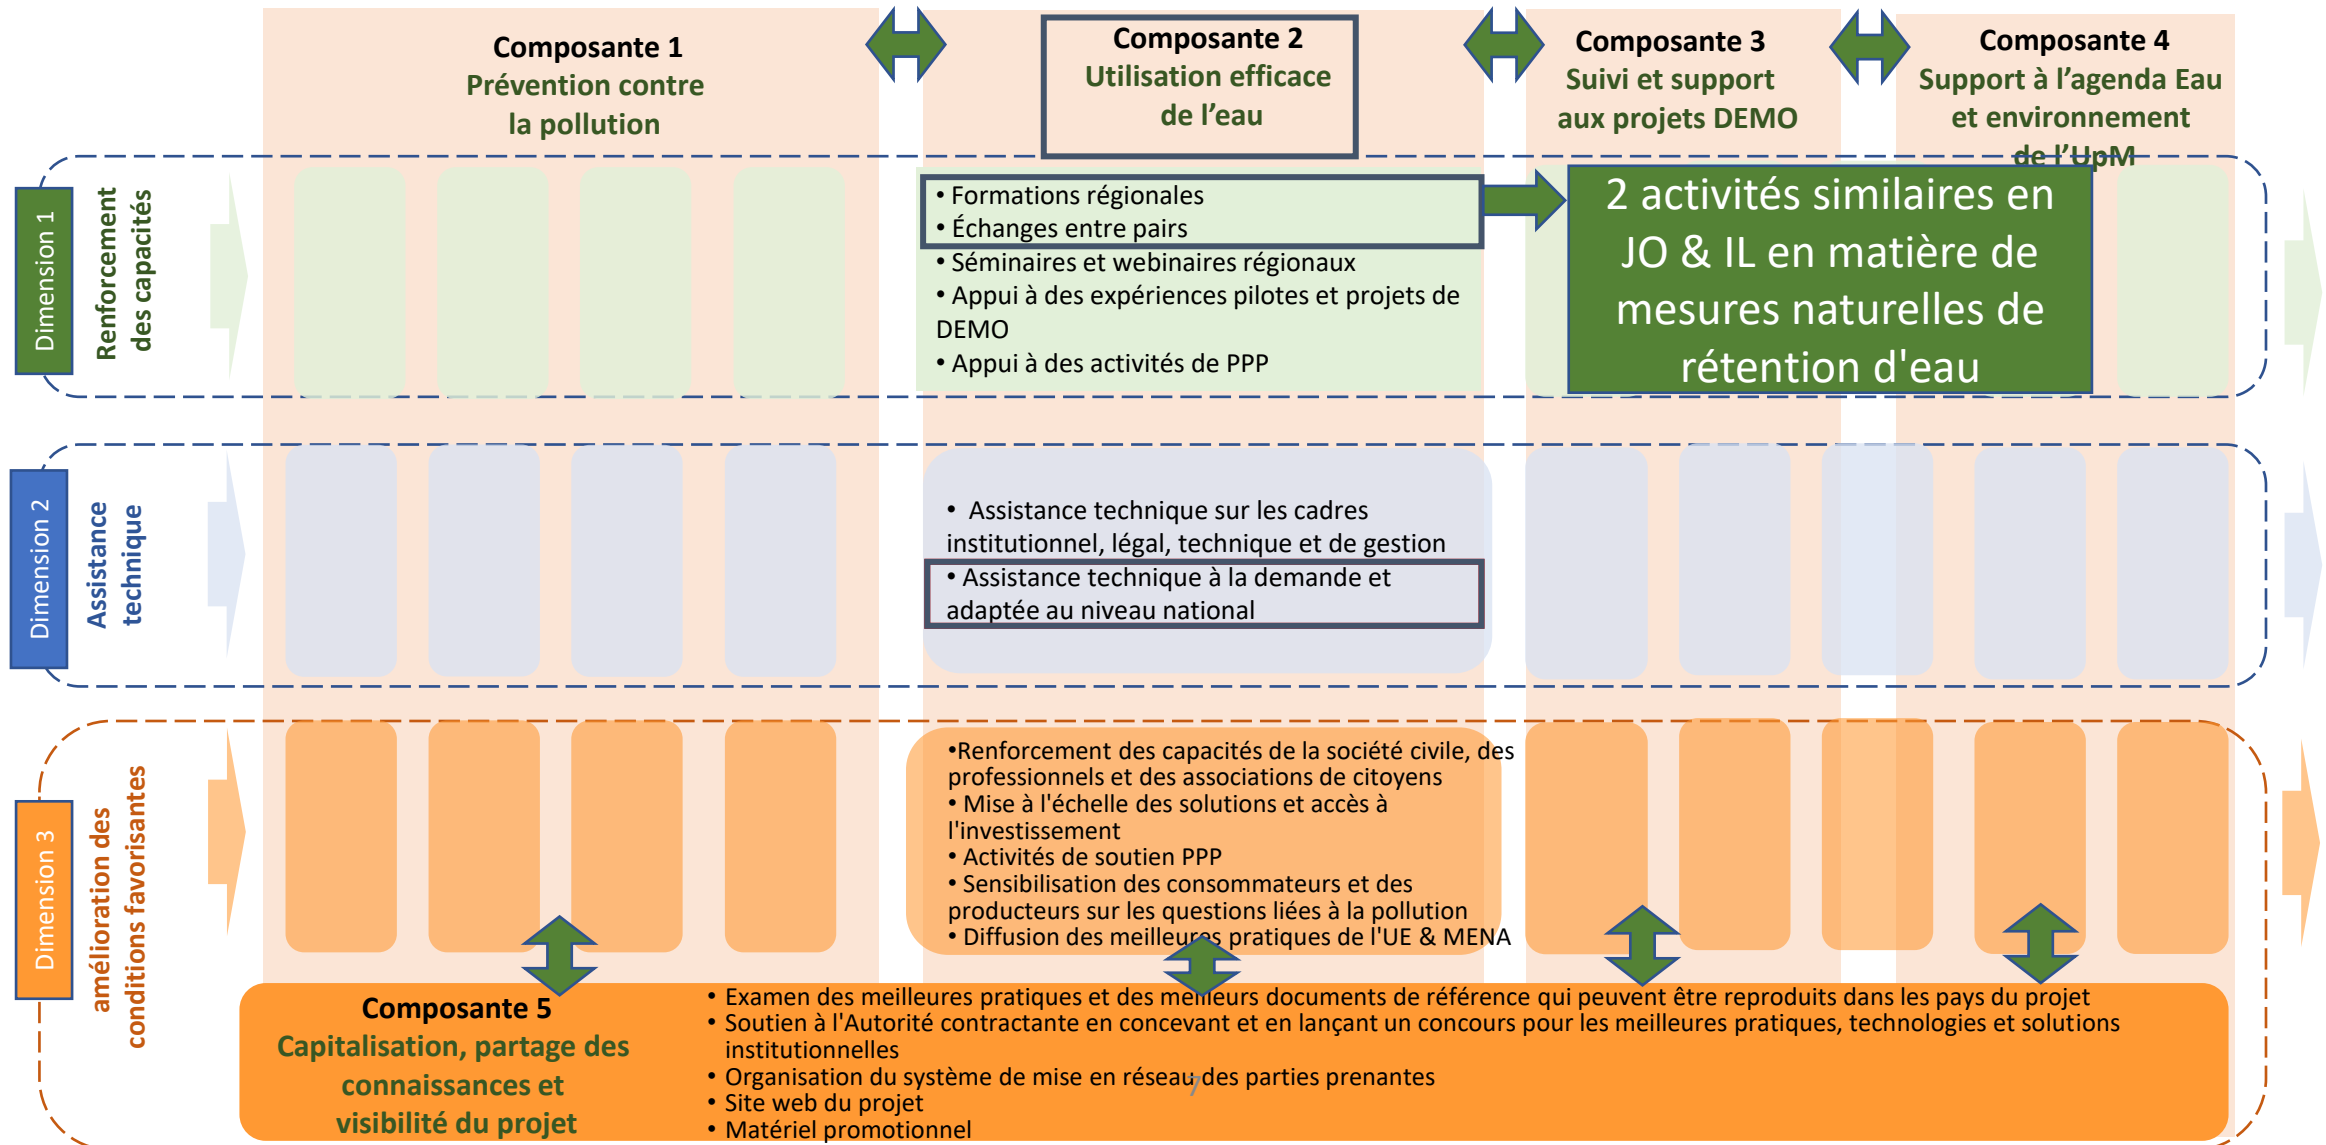 Composante 1
Prévention contre
la pollution
Composante 2
Utilisation efficace
de l'eau
Composante 3
Suivi et support
aux projets DEMO
Composante 4
Support à l'agenda Eau
et environnement
de l'UpM
Dimension 1
Renforcement
des capacités
• Formations régionales
• Échanges entre pairs
• Séminaires et webinaires régionaux
• Appui à des expériences pilotes et projets de
DEMO
• Appui à des activités de PPP
2 activités similaires en
JO & IL en matière de
mesures naturelles de
rétention d'eau
Dimension 2
Assistance
technique
• Assistance technique sur les cadres
institutionnel, légal, technique et de gestion
• Assistance technique à la demande et
adaptée au niveau national
Dimension 3
amélioration des
conditions favorisantes
•Renforcement des capacités de la société civile, des
professionnels et des associations de citoyens
• Mise à l'échelle des solutions et accès à
l'investissement
• Activités de soutien PPP
• Sensibilisation des consommateurs et des
producteurs sur les questions liées à la pollution
• Diffusion des meilleures pratiques de l'UE & MENA
Composante 5
Capitalisation, partage des
connaissances et
visibilité du projet
• Examen des meilleures pratiques et des meilleurs documents de référence qui peuvent être reproduits dans les pays du projet
• Soutien à l'Autorité contractante en concevant et en lançant un concours pour les meilleures pratiques, technologies et solutions
institutionnelles
• Organisation du système de mise en réseau des parties prenantes
• Site web du projet
• Matériel promotionnel
7